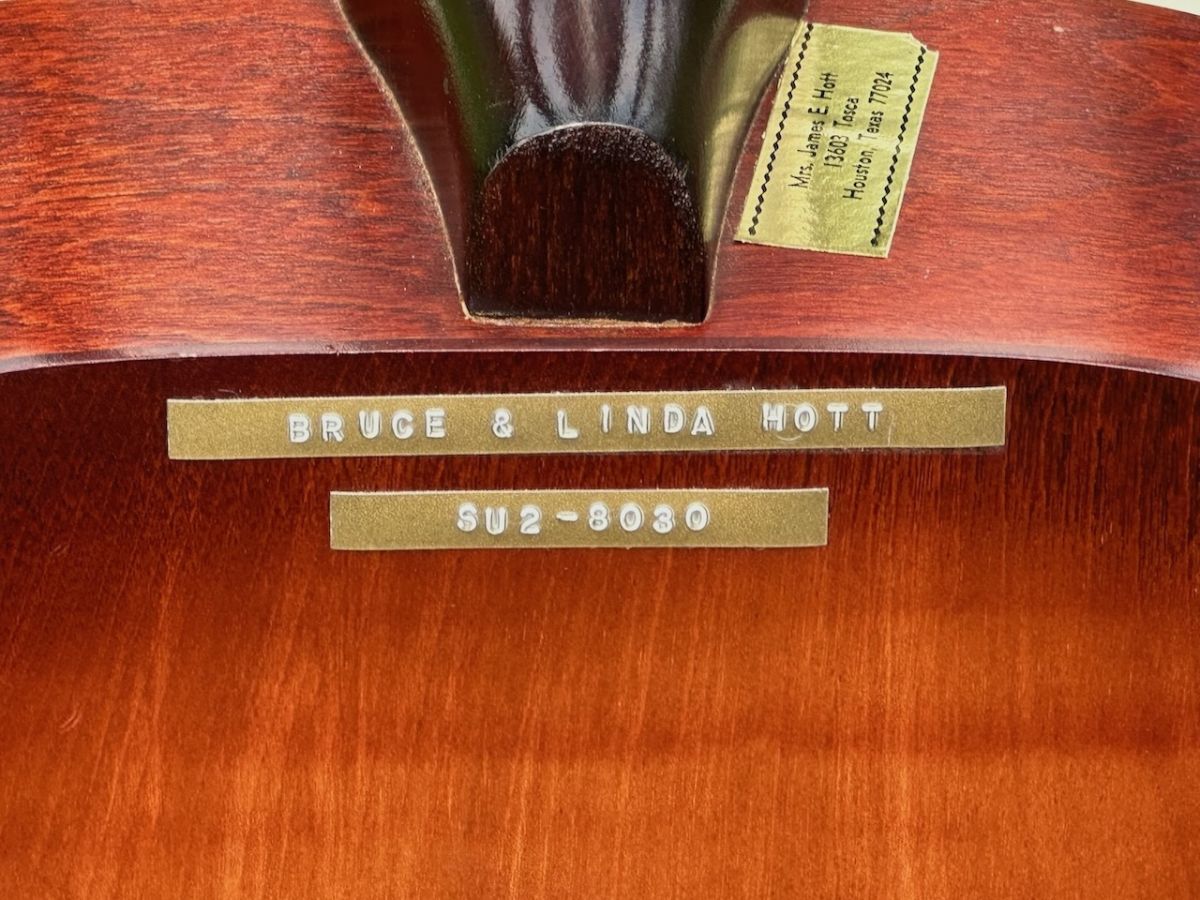 Mrs. James E. Hott
13603 Tosca
Houston, Texas 77024
BRUCE & LINDA HOTT
SU2-8030